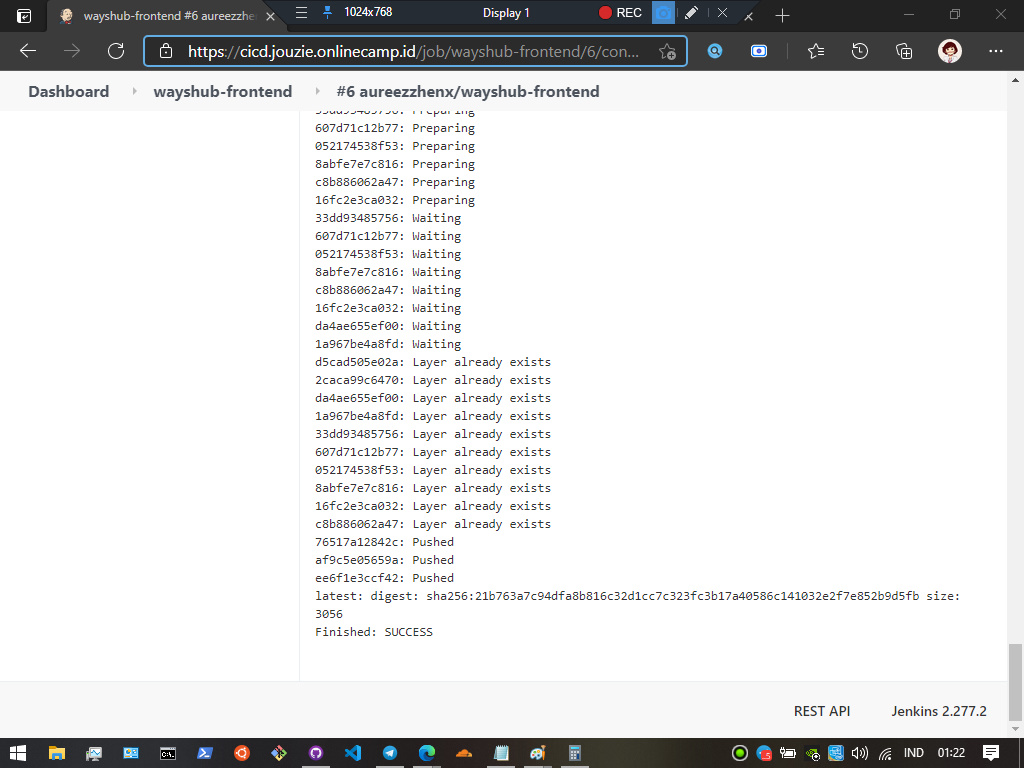 wayshub-frontend #6 aureezzhe
1024x768
Display 1
REC
https://cicd.jouzie.onlinecamp.id/job/wayshub-frontend/6/con...
Dashboard
wayshub-frontend
#6 aureezzhenx/wayshub-frontend
33dd93485756: Preparing
607d71c12b77: Preparing
052174538f53: Preparing
8abfe7e7c816: Preparing
c8b886062a47: Preparing
16fc2e3ca032: Preparing
33dd93485756: Waiting
607d71c12b77: Waiting
052174538f53: Waiting
8abfe7e7c816: Waiting
c8b886062a47: Waiting
16fc2e3ca032: Waiting
da4ae655ef00: Waiting
1a967be4a8fd: Waiting
d5cad505e02a: Layer already exists
2caca99c6470: Layer already exists
da4ae655ef00: Layer already exists
1a967be4a8fd: Layer already exists
33dd93485756: Layer already exists
607d71c12b77: Layer already exists
052174538f53: Layer already exists
8abfe7e7c816: Layer already exists
16fc2e3ca032: Layer already exists
c8b886062a47: Layer already exists
76517a12842c: Pushed
af9c5e05659a: Pushed
ee6f1e3ccf42: Pushed
latest: digest: sha256:21b763a7c94dfa8b816c32d1cc7c323fc3b17a40586c141032e2f7e852b9d5fb size:
3056
Finished: SUCCESS
REST API
Jenkins 2.277.2
IND
01:22